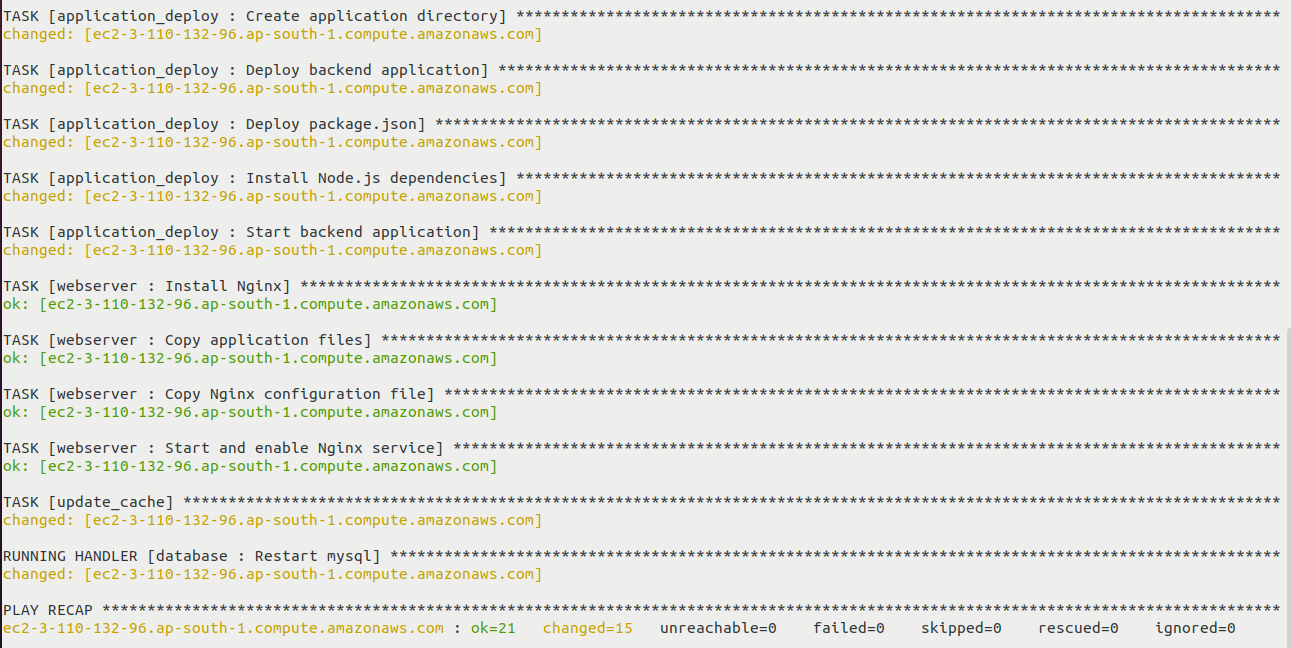 TASK [application_deploy : Create application directory] *************************************************************************************
changed: [ec2-3-110-132-96.ap-south-1.compute.amazonaws.com]
TASK [application_deploy : Deploy backend application] ***************************************************************************************
changed: [ec2-3-110-132-96.ap-south-1.compute.amazonaws.com]
TASK [application_deploy : Deploy package.json] **********************************************************************************************
changed: [ec2-3-110-132-96.ap-south-1.compute.amazonaws.com]
TASK [application_deploy : Install Node.js dependencies] *************************************************************************************
changed: [ec2-3-110-132-96.ap-south-1.compute.amazonaws.com]
TASK [application_deploy : Start backend application] ****************************************************************************************
changed: [ec2-3-110-132-96.ap-south-1.compute.amazonaws.com]
TASK [webserver : Install Nginx] *************************************************************************************************************
ok: [ec2-3-110-132-96.ap-south-1.compute.amazonaws.com]
TASK [webserver : Copy application files] ****************************************************************************************************
ok: [ec2-3-110-132-96.ap-south-1.compute.amazonaws.com]
TASK [webserver : Copy Nginx configuration file] *********************************************************************************************
ok: [ec2-3-110-132-96.ap-south-1.compute.amazonaws.com]
TASK [webserver : Start and enable Nginx service] ********************************************************************************************
ok: [ec2-3-110-132-96.ap-south-1.compute.amazonaws.com]
TASK [update_cache] **************************************************************************************************************************
changed: [ec2-3-110-132-96.ap-south-1.compute.amazonaws.com]
RUNNING HANDLER [database : Restart mysql] ***************************************************************************************************
changed: [ec2-3-110-132-96.ap-south-1.compute.amazonaws.com]
PLAY RECAP ***********************************************************************************************************************************
ec2-3-110-132-96.ap-south-1.compute.amazonaws.com : ok=21   changed=15   unreachable=0    failed=0    skipped=0    rescued=0    ignored=0